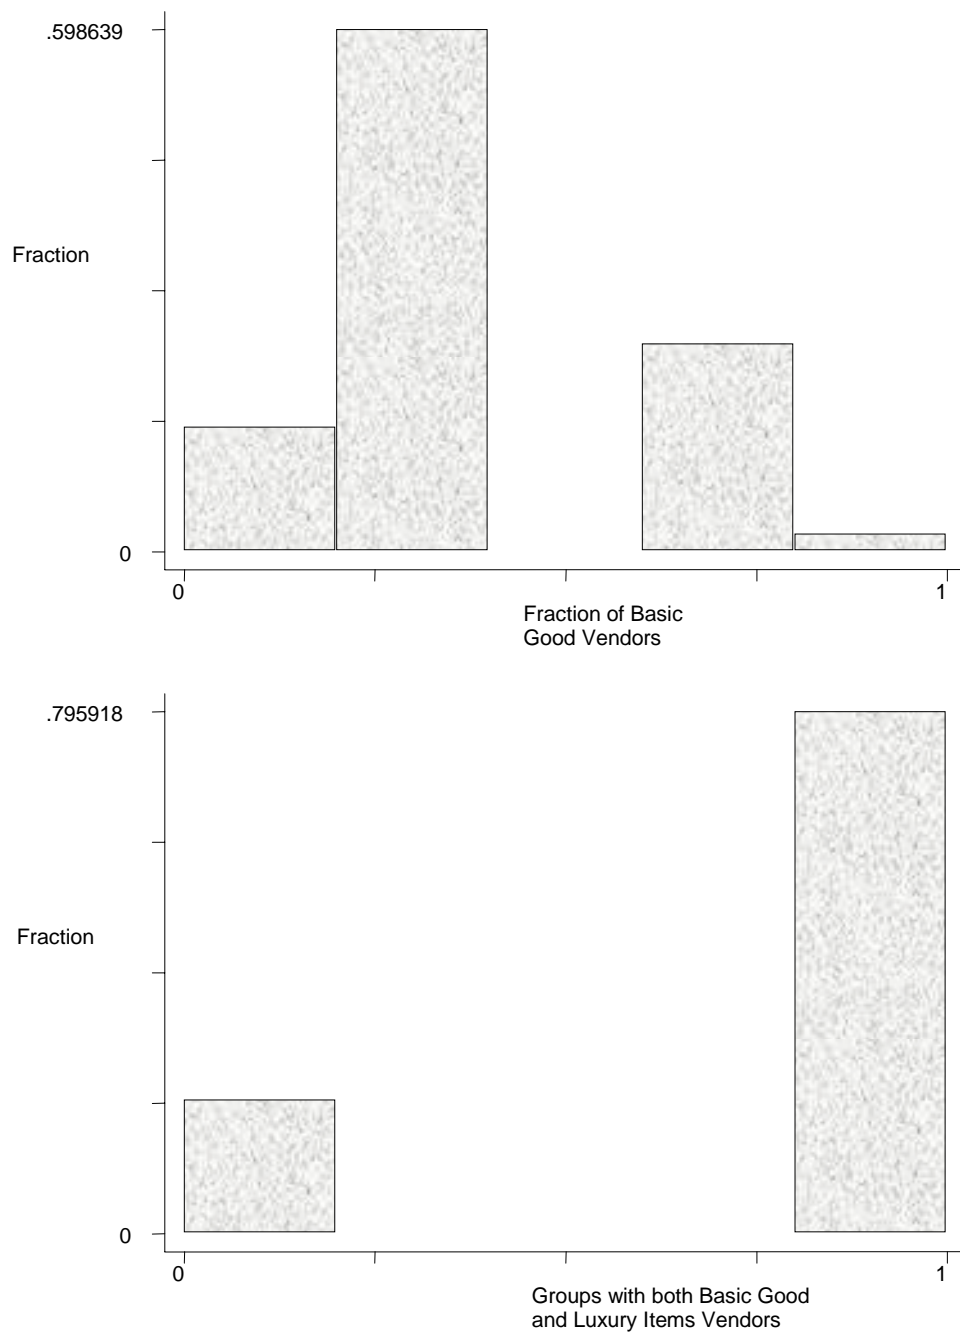 .598639
Fraction
0
0
1
Fraction of Basic
Good Vendors
.795918
Fraction
0
0
1
Groups with both Basic Good
and Luxury Items Vendors